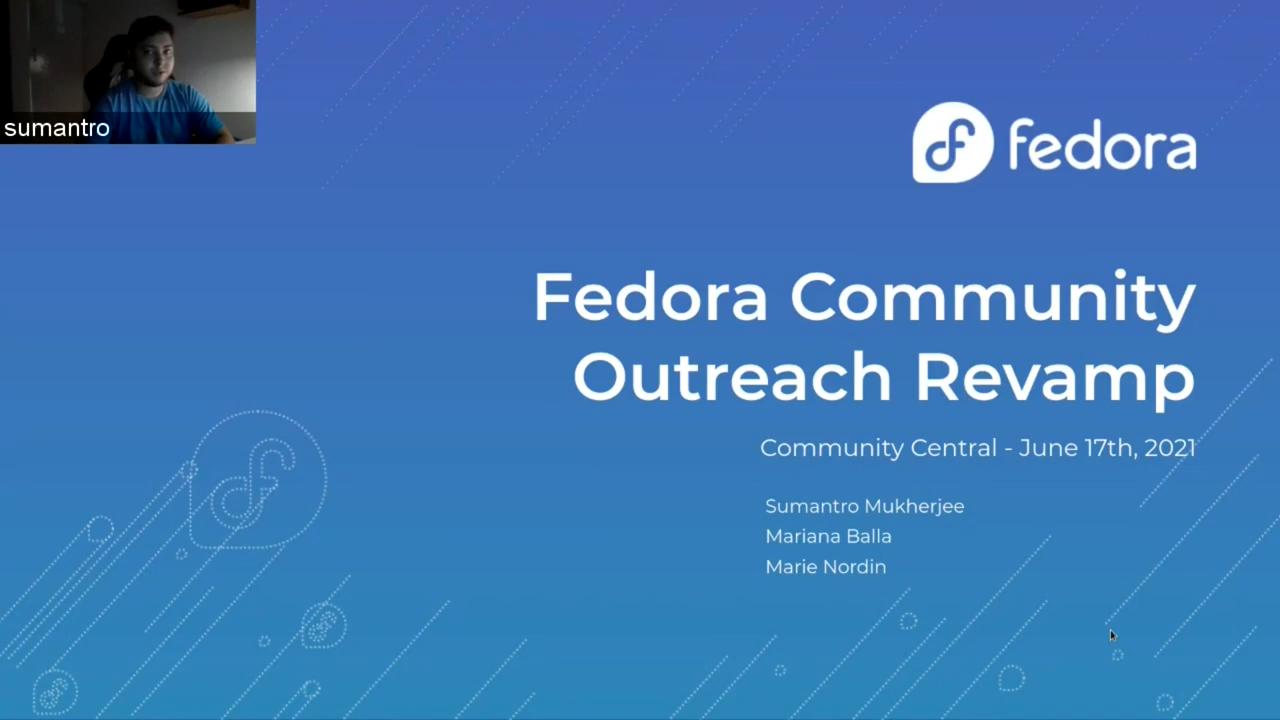 sumantro
fedora
Fedora Community
Outreach Revamp
Community Central - June 17th, 2021
Sumantro Mukherjee
Mariana Balla
Marie Nordin